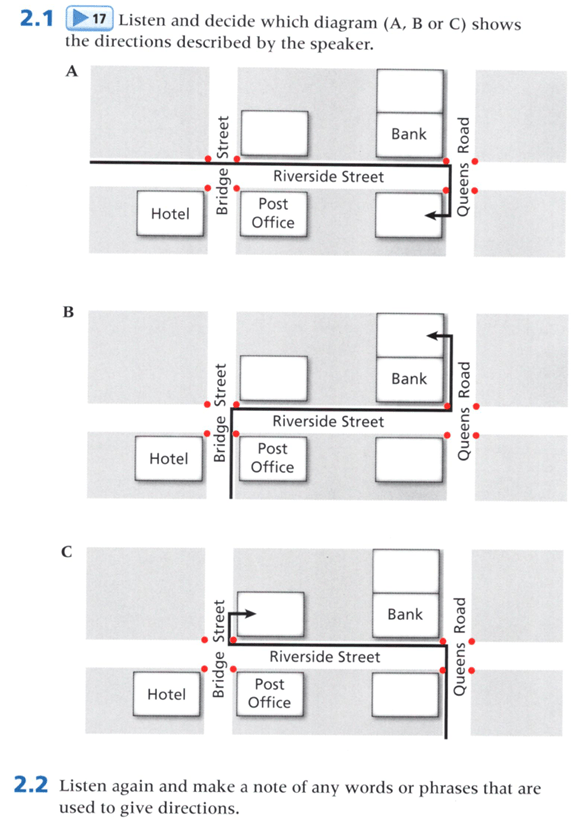 2.1 17 Listen and decide which diagram (A, B or C) shows
the directions described by the speaker.
A
Bridge Street
Bank
Queens Road
Riverside Street
Hotel
Post
Office
B
Bridge Street
Bank
Queens Road
Riverside Street
Hotel
Post
Office
C
Bridge Street
Bank
Queens Road
Riverside Street
Hotel
Post
Office
2.2 Listen again and make a note of any words or phrases that are
used to give directions.